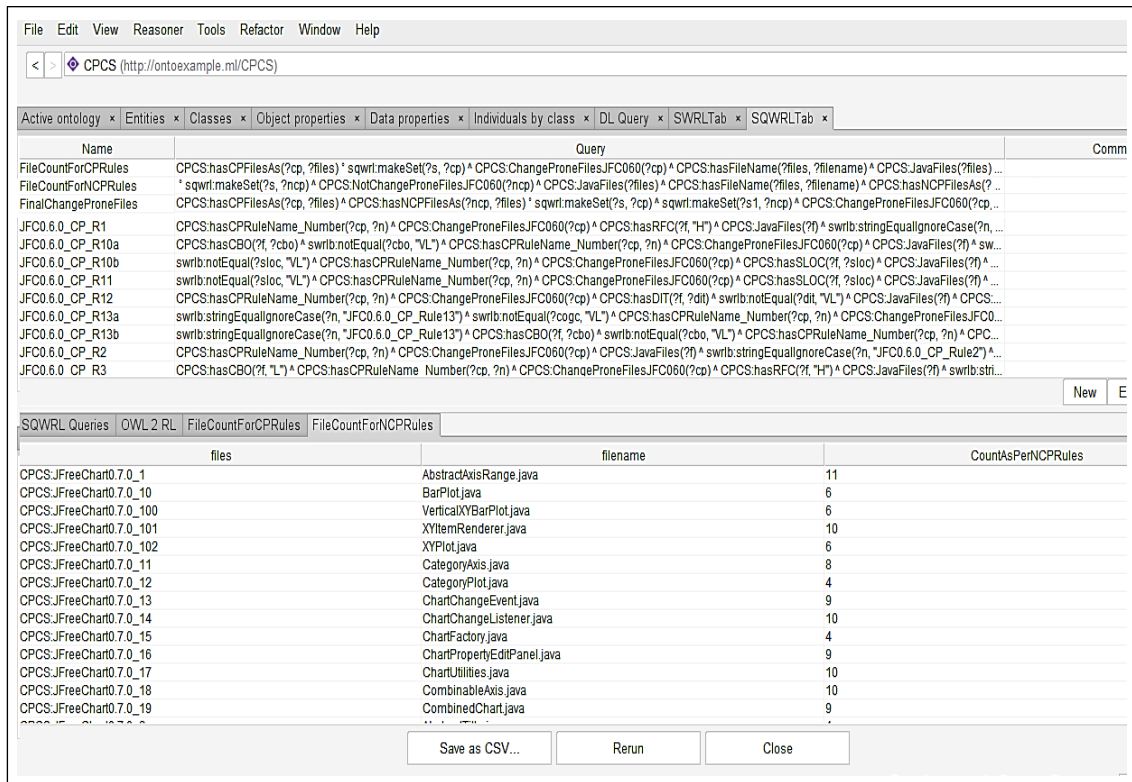 File Edit View Reasoner Tools Refactor Window Help
< > CPCS (http://ontoexample.ml/CPCS)
Active ontology × Entities × Classes × Object properties × Data properties × Individuals by class × DL Query × SWRLTab × SQWRLTab ×
Name Query Comm
FileCountForCPRules CPCS:hasCPFilesAs(?cp, ?files) ° sqwrl:makeSet(?s, ?cp) ^ CPCS:ChangeProneFilesJFC060(?cp) ^ CPCS:hasFileName(?files, ?filename) ^ CPCS:JavaFiles(?files) ...
FileCountForNCPRules ° sqwrl:makeSet(?s, ?ncp) ^ CPCS:NotChangeProneFilesJFC060(?ncp) ^ CPCS:JavaFiles(?files) ^ CPCS:hasFileName(?files, ?filename) ^ CPCS:hasNCPFilesAs(? ..
FinalChangeProneFiles CPCS:hasCPFilesAs(?cp, ?files) ^ CPCS:hasNCPFilesAs(?ncp, ?files) ° sqwrl:makeSet(?s, ?cp) ^ sqwrl:makeSet(?s1, ?ncp) ^ CPCS:ChangeProneFilesJFC060(?cp,..
JFC0.6.0_CP_R1 CPCS:hasCPRuleName_Number(?cp, ?n) ^ CPCS:ChangeProneFilesJFC060(?cp) ^ CPCS:hasRFC(?f, "H") ^ CPCS:JavaFiles(?f) ^ swrlb:stringEqualIgnoreCase(?n, ...
JFC0.6.0_CP_R10a CPCS:hasCBO(?f, ?cbo) ^ swrlb:notEqual(?cbo, "VL") ^ CPCS:hasCPRuleName_Number(?cp, ?n) ^ CPCS:ChangeProneFilesJFC060(?cp) ^ CPCS:JavaFiles(?f) ^ sw...
JFC0.6.0_CP_R10b swrlb:notEqual(?sloc, "VL") ^ CPCS:hasCPRuleName_Number(?cp, ?n) ^ CPCS:ChangeProneFilesJFC060(?cp) ^ CPCS:hasSLOC(?f, ?sloc) ^ CPCS:JavaFiles(?f) ^ ...
JFC0.6.0_CP_R11 swrlb:notEqual(?sloc, "VL") ^ CPCS:hasCPRuleName_Number(?cp, ?n) ^ CPCS:ChangeProneFilesJFC060(?cp) ^ CPCS:hasSLOC(?f, ?sloc) ^ CPCS:JavaFiles(?f) ^ ...
JFC0.6.0_CP_R12 CPCS:hasCPRuleName_Number(?cp, ?n) ^ CPCS:ChangeProneFilesJFC060(?cp) ^ CPCS:hasDIT(?f, ?dit) ^ swrlb:notEqual(?dit, "VL") ^ CPCS:JavaFiles(?f) ^ CPCS:...
JFC0.6.0_CP_R13a swrlb:stringEqualIgnoreCase(?n, "JFC0.6.0_CP_Rule13") ^ swrlb:notEqual(?cogc, "VL") ^ CPCS:hasCPRuleName_Number(?cp, ?n) ^ CPCS:ChangeProneFilesJFC0...
JFC0.6.0_CP_R13b swrlb:stringEqualIgnoreCase(?n, "JFC0.6.0_CP_Rule13") ^ CPCS:hasCBO(?f, ?cbo) ^ swrlb:notEqual(?cbo, "VL") ^ CPCS:hasCPRuleName_Number(?cp, ?n) ^ CPC...
JFC0.6.0_CP_R2 CPCS:hasCPRuleName_Number(?cp, ?n) ^ CPCS:ChangeProneFilesJFC060(?cp) ^ CPCS:JavaFiles(?f) ^ swrlb:stringEqualIgnoreCase(?n, "JFC0.6.0_CP_Rule2") ^...
JFC0.6.0_CP_R3 CPCS:hasCBO(?f, "L") ^ CPCS:hasCPRuleName_Number(?cp, ?n) ^ CPCS:ChangeProneFilesJFC060(?cp) ^ CPCS:hasRFC(?f, "H") ^ CPCS:JavaFiles(?f) ^ swrlb:stri...
New E
SQWRL Queries OWL 2 RL FileCountForCPRules FileCountForNCPRules
files filename CountAsPerNCPRules
CPCS:JFreeChart0.7.0_1 AbstractAxisRange.java 11
CPCS:JFreeChart0.7.0_10 BarPlot.java 6
CPCS:JFreeChart0.7.0_100 VerticalXYBarPlot.java 6
CPCS:JFreeChart0.7.0_101 XYItemRenderer.java 10
CPCS:JFreeChart0.7.0_102 XYPlot.java 6
CPCS:JFreeChart0.7.0_11 CategoryAxis.java 8
CPCS:JFreeChart0.7.0_12 CategoryPlot.java 4
CPCS:JFreeChart0.7.0_13 ChartChangeEvent.java 9
CPCS:JFreeChart0.7.0_14 ChartChangeListener.java 10
CPCS:JFreeChart0.7.0_15 ChartFactory.java 4
CPCS:JFreeChart0.7.0_16 ChartPropertyEditPanel.java 9
CPCS:JFreeChart0.7.0_17 ChartUtilities.java 10
CPCS:JFreeChart0.7.0_18 CombinableAxis.java 10
CPCS:JFreeChart0.7.0_19 CombinedChart.java 9
Save as CSV... Rerun Close